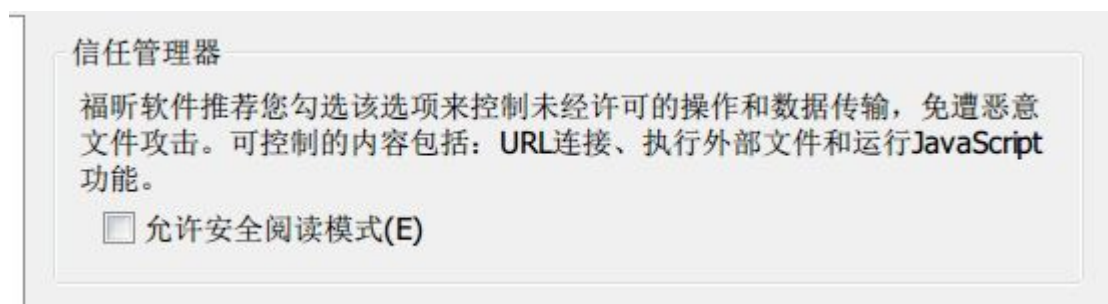 信任管理器
福昕软件推荐您勾选该选项来控制未经许可的操作和数据传输，免遭恶意
文件攻击。可控制的内容包括：URL连接、执行外部文件和运行JavaScript
功能。
允许安全阅读模式(E)